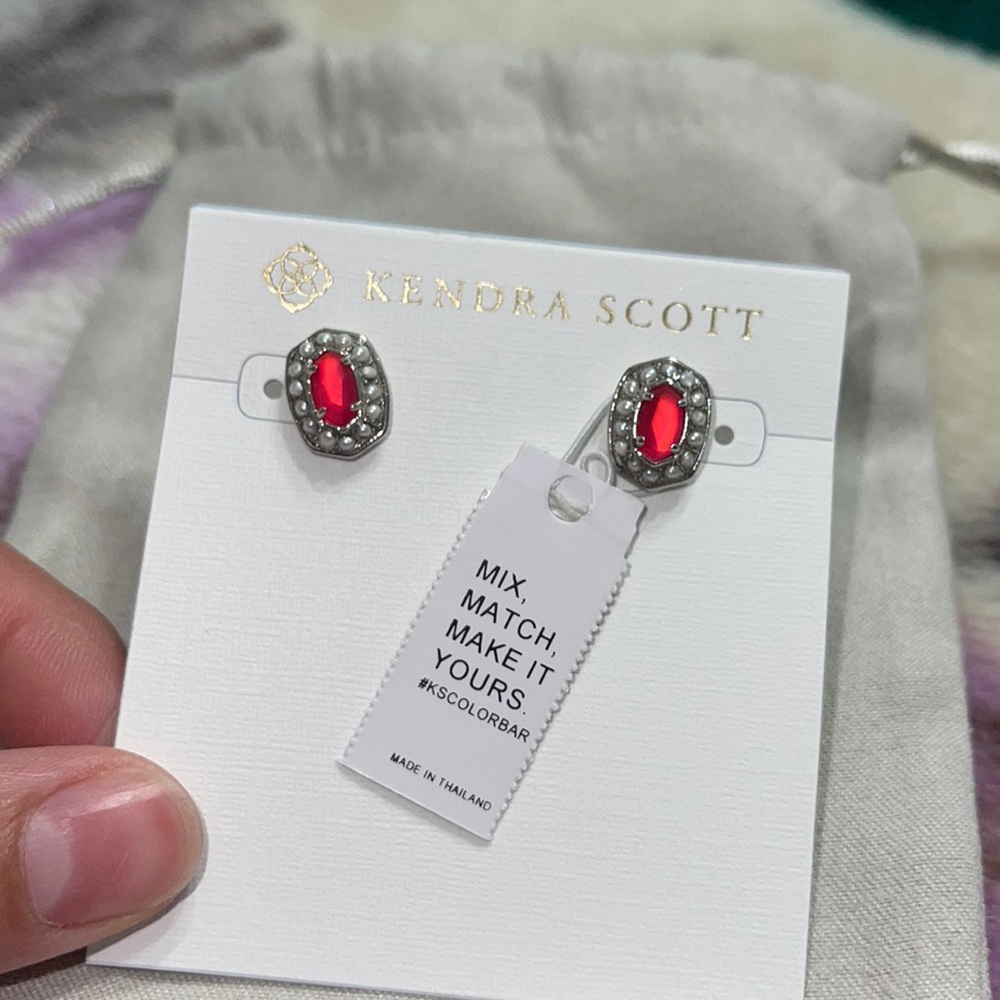 KENDRA SCOTT
MIX,
MATCH,
MAKE IT
YOURS.
#KSCOLORBAR
MADE IN THAILAND